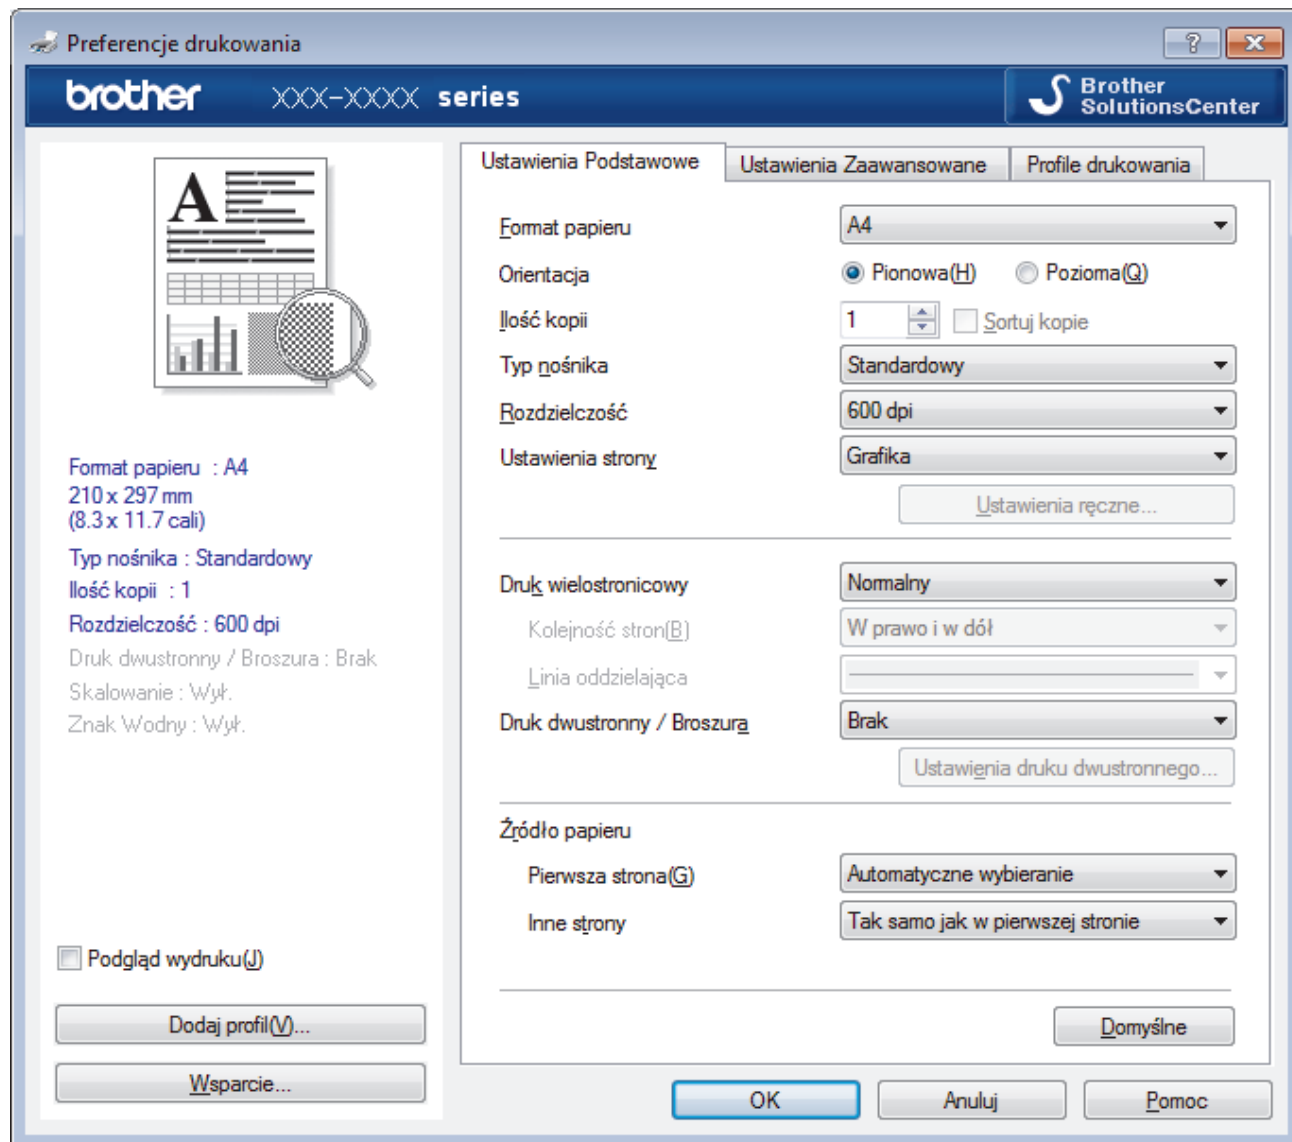 Preferencje drukowania
?
brother XXX-XXXX series
Brother
SolutionsCenter
A
Format papieru : A4
210 x 297 mm
(8.3 x 11.7 cali)
Typ nośnika : Standardowy
Ilość kopii : 1
Rozdzielczość : 600 dpi
Druk dwustronny / Broszura : Brak
Skalowanie : Wył.
Znak Wodny : Wył.
Podgląd wydruku(J)
Dodaj profil(V)...
Wsparcie...
Ustawienia Podstawowe Ustawienia Zaawansowane Profile drukowania
Format papieru A4
Orientacja Pionowa(H) Pozioma(Q)
Ilość kopii 1 Sortuj kopie
Typ nośnika Standardowy
Rozdzielczość 600 dpi
Ustawienia strony Grafika
Ustawienia ręczne...
Druk wielostronicowy Normalny
Kolejność stron(B) W prawo i w dół
Linia oddzielająca
Druk dwustronny / Broszura Brak
Ustawienia druku dwustronnego...
Źródło papieru
Pierwsza strona(G) Automatyczne wybieranie
Inne strony Tak samo jak w pierwszej stronie
Domyślne
OK Anuluj Pomoc